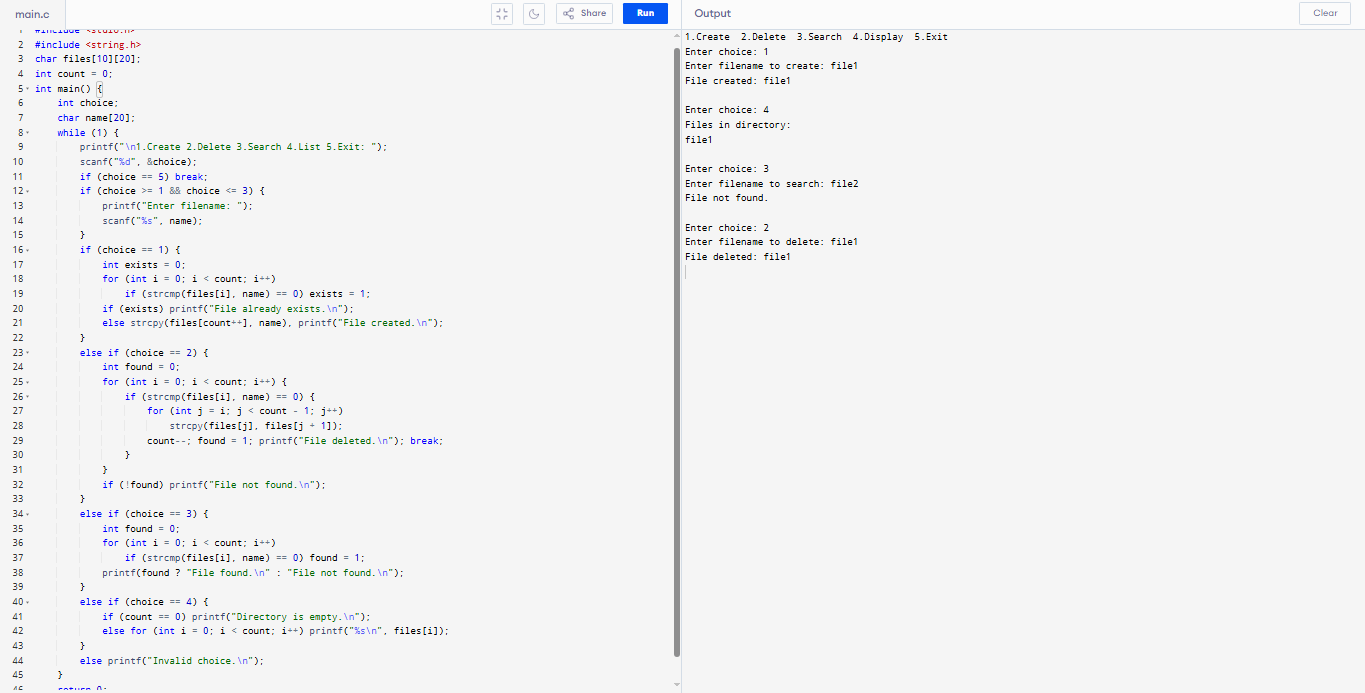 main.c
Share
Run
Output
Clear
1 #include <stdio.h>
2 #include <string.h>
3 char files[10][20];
4 int count = 0;
5 int main() {
6     int choice;
7     char name[20];
8     while (1) {
9         printf("\n1.Create 2.Delete 3.Search 4.List 5.Exit: ");
10         scanf("%d", &choice);
11         if (choice == 5) break;
12         if (choice >= 1 && choice <= 3) {
13             printf("Enter filename: ");
14             scanf("%s", name);
15         }
16         if (choice == 1) {
17             int exists = 0;
18             for (int i = 0; i < count; i++)
19                 if (strcmp(files[i], name) == 0) exists = 1;
20             if (exists) printf("File already exists.\n");
21             else strcpy(files[count++], name), printf("File created.\n");
22         }
23         else if (choice == 2) {
24             int found = 0;
25             for (int i = 0; i < count; i++) {
26                 if (strcmp(files[i], name) == 0) {
27                     for (int j = i; j < count - 1; j++)
28                         strcpy(files[j], files[j + 1]);
29                     count--; found = 1; printf("File deleted.\n"); break;
30                 }
31             }
32             if (!found) printf("File not found.\n");
33         }
34         else if (choice == 3) {
35             int found = 0;
36             for (int i = 0; i < count; i++)
37                 if (strcmp(files[i], name) == 0) found = 1;
38             printf(found ? "File found.\n" : "File not found.\n");
39         }
40         else if (choice == 4) {
41             if (count == 0) printf("Directory is empty.\n");
42             else for (int i = 0; i < count; i++) printf("%s\n", files[i]);
43         }
44         else printf("Invalid choice.\n");
45     }
46     return 0;
1.Create  2.Delete  3.Search  4.Display  5.Exit
Enter choice: 1
Enter filename to create: file1
File created: file1
Enter choice: 4
Files in directory:
file1
Enter choice: 3
Enter filename to search: file2
File not found.
Enter choice: 2
Enter filename to delete: file1
File deleted: file1